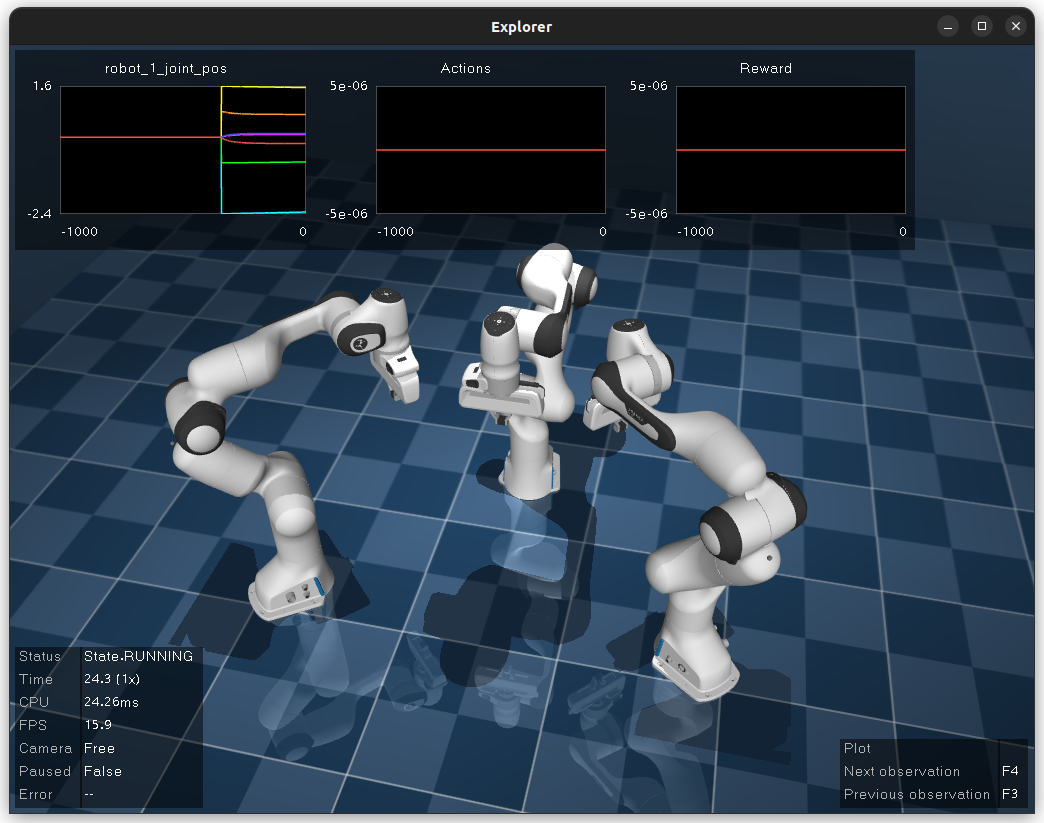 Explorer
robot_1_joint_pos
Actions
Reward
1.6
-2.4
-1000
0
5e-06
-5e-06
-1000
0
5e-06
-5e-06
-1000
0
Status State.RUNNING
Time 24.3 (1x)
CPU 24.26ms
FPS 15.9
Camera Free
Paused False
Error --
Plot
Next observation F4
Previous observation F3